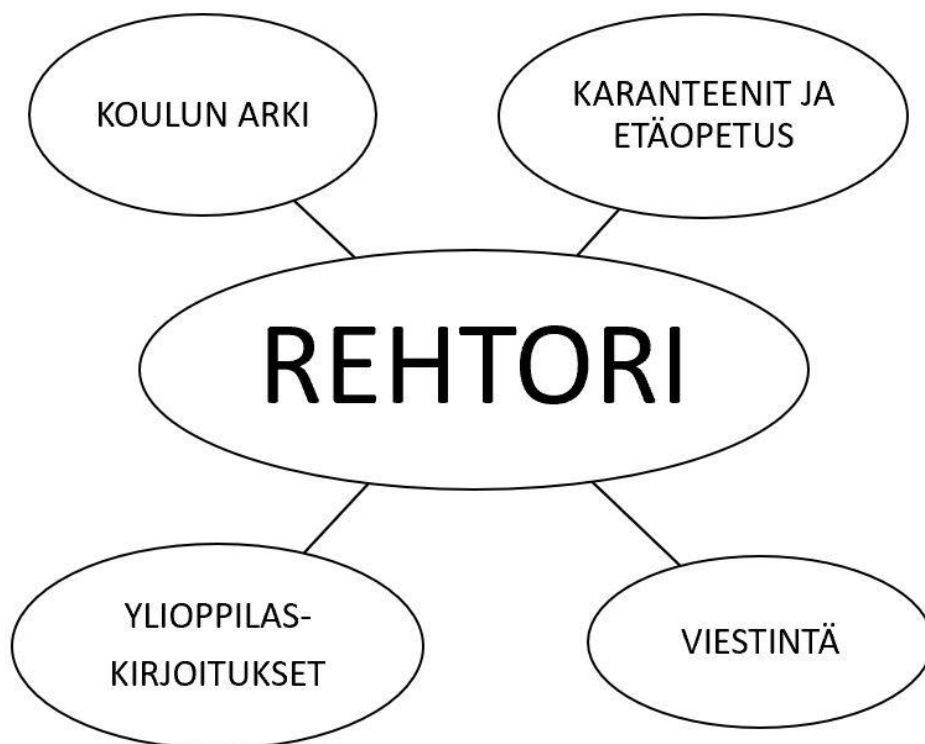 KOULUN ARKI
KARANTEENIT JA
ETÄOPETUS
REHTORI
YLIOPPILAS-
KIRJOITUKSET
VIESTINTÄ